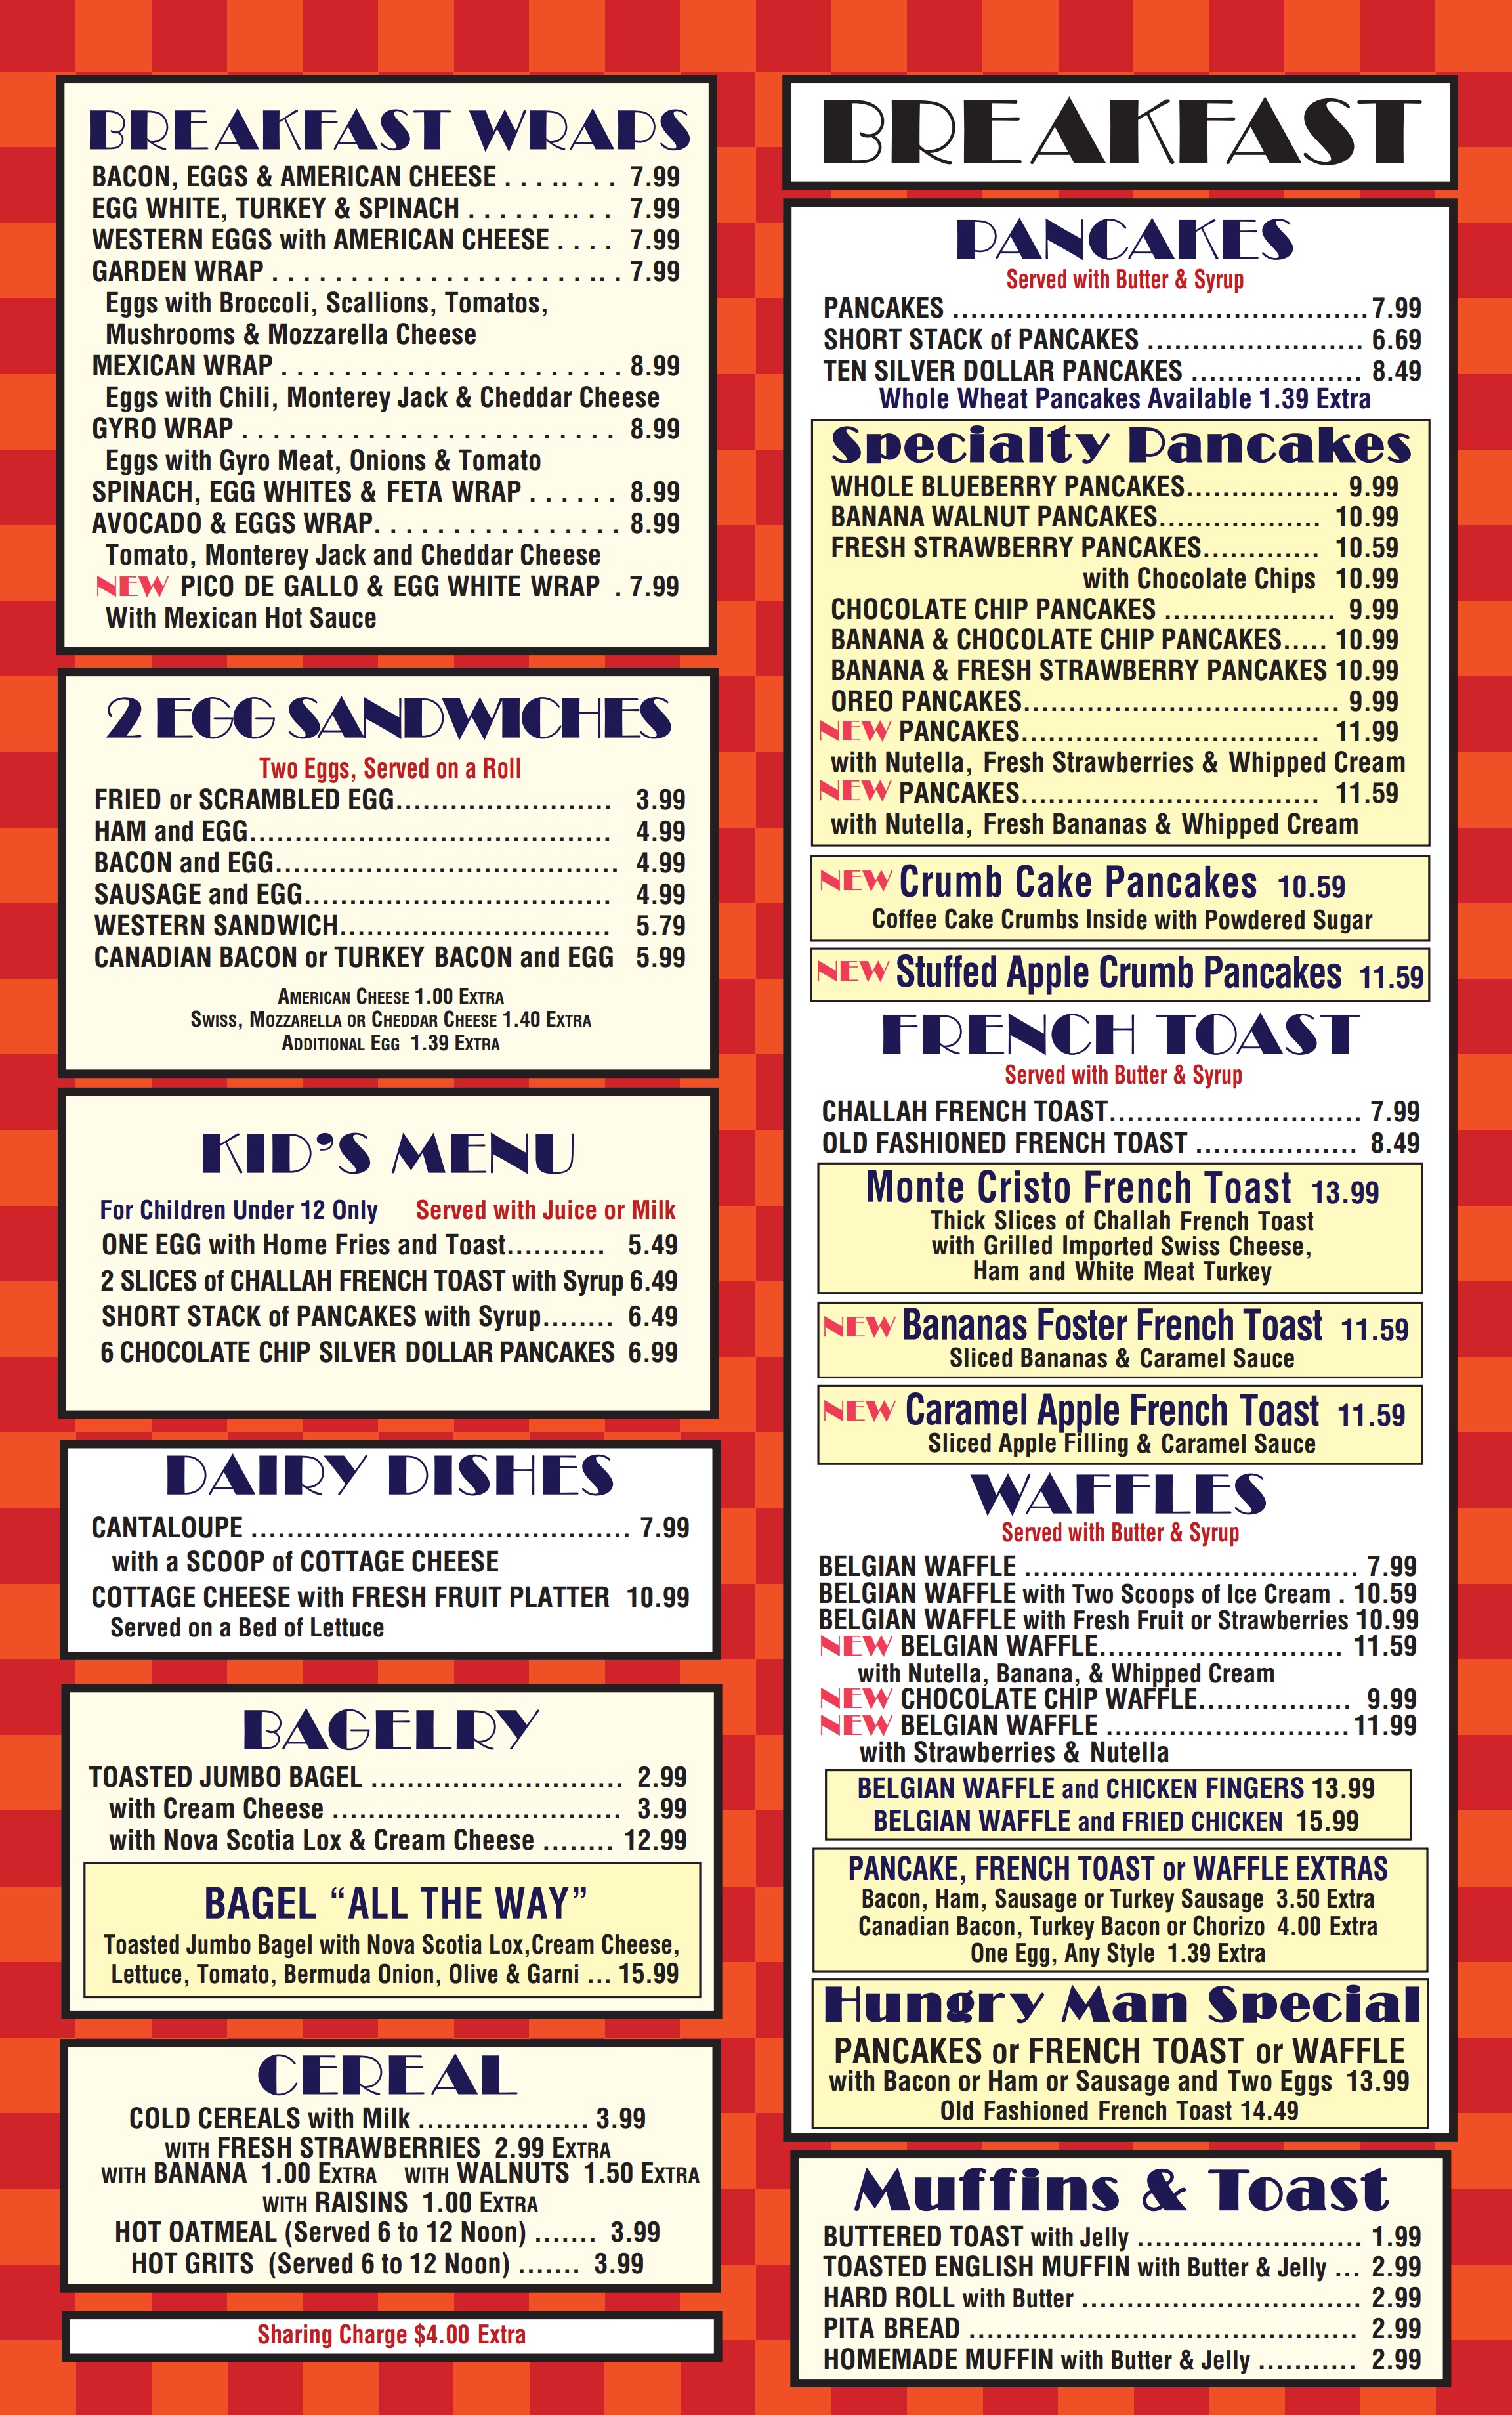 BREAKFAST WRAPS
BACON, EGGS & AMERICAN CHEESE . . . . . . . . 7.99
EGG WHITE, TURKEY & SPINACH . . . . . . . . . . 7.99
WESTERN EGGS with AMERICAN CHEESE . . . . 7.99
GARDEN WRAP . . . . . . . . . . . . . . . . . . . . . . . 7.99
Eggs with Broccoli, Scallions, Tomatos,
Mushrooms & Mozzarella Cheese
MEXICAN WRAP . . . . . . . . . . . . . . . . . . . . . . 8.99
Eggs with Chili, Monterey Jack & Cheddar Cheese
GYRO WRAP . . . . . . . . . . . . . . . . . . . . . . . . 8.99
Eggs with Gyro Meat, Onions & Tomato
SPINACH, EGG WHITES & FETA WRAP . . . . . . 8.99
AVOCADO & EGGS WRAP. . . . . . . . . . . . . . . . 8.99
Tomato, Monterey Jack and Cheddar Cheese
NEW PICO DE GALLO & EGG WHITE WRAP . 7.99
With Mexican Hot Sauce
2 EGG SANDWICHES
Two Eggs, Served on a Roll
FRIED or SCRAMBLED EGG........................ 3.99
HAM and EGG........................................ 4.99
BACON and EGG...................................... 4.99
SAUSAGE and EGG.................................. 4.99
WESTERN SANDWICH.............................. 5.79
CANADIAN BACON or TURKEY BACON and EGG 5.99
AMERICAN CHEESE 1.00 EXTRA
SWISS, MOZZARELLA OR CHEDDAR CHEESE 1.40 EXTRA
ADDITIONAL EGG 1.39 EXTRA
KID'S MENU
For Children Under 12 Only Served with Juice or Milk
ONE EGG with Home Fries and Toast........... 5.49
2 SLICES of CHALLAH FRENCH TOAST with Syrup 6.49
SHORT STACK of PANCAKES with Syrup........ 6.49
6 CHOCOLATE CHIP SILVER DOLLAR PANCAKES 6.99
DAIRY DISHES
CANTALOUPE .......................................... 7.99
with a SCOOP of COTTAGE CHEESE
COTTAGE CHEESE with FRESH FRUIT PLATTER 10.99
Served on a Bed of Lettuce
BAGELRY
TOASTED JUMBO BAGEL ............................ 2.99
with Cream Cheese ................................ 3.99
with Nova Scotia Lox & Cream Cheese ........ 12.99
BAGEL “ALL THE WAY”
Toasted Jumbo Bagel with Nova Scotia Lox,Cream Cheese,
Lettuce, Tomato, Bermuda Onion, Olive & Garni ... 15.99
CEREAL
COLD CEREALS with Milk ................... 3.99
WITH FRESH STRAWBERRIES 2.99 EXTRA
WITH BANANA 1.00 EXTRA WITH WALNUTS 1.50 EXTRA
WITH RAISINS 1.00 EXTRA
HOT OATMEAL (Served 6 to 12 Noon) ....... 3.99
HOT GRITS (Served 6 to 12 Noon) ....... 3.99
Sharing Charge $4.00 Extra
BREAKFAST
PANCAKES
Served with Butter & Syrup
PANCAKES ..............................................7.99
SHORT STACK of PANCAKES ........................ 6.69
TEN SILVER DOLLAR PANCAKES ................... 8.49
Whole Wheat Pancakes Available 1.39 Extra
Specialty Pancakes
WHOLE BLUEBERRY PANCAKES................. 9.99
BANANA WALNUT PANCAKES.................. 10.99
FRESH STRAWBERRY PANCAKES............. 10.59
with Chocolate Chips 10.99
CHOCOLATE CHIP PANCAKES ................... 9.99
BANANA & CHOCOLATE CHIP PANCAKES..... 10.99
BANANA & FRESH STRAWBERRY PANCAKES 10.99
OREO PANCAKES................................... 9.99
NEW PANCAKES................................. 11.99
with Nutella, Fresh Strawberries & Whipped Cream
NEW PANCAKES................................. 11.59
with Nutella, Fresh Bananas & Whipped Cream
NEW Crumb Cake Pancakes 10.59
Coffee Cake Crumbs Inside with Powdered Sugar
NEW Stuffed Apple Crumb Pancakes 11.59
FRENCH TOAST
Served with Butter & Syrup
CHALLAH FRENCH TOAST............................ 7.99
OLD FASHIONED FRENCH TOAST .................. 8.49
Monte Cristo French Toast 13.99
Thick Slices of Challah French Toast
with Grilled Imported Swiss Cheese,
Ham and White Meat Turkey
NEW Bananas Foster French Toast 11.59
Sliced Bananas & Caramel Sauce
NEW Caramel Apple French Toast 11.59
Sliced Apple Filling & Caramel Sauce
WAFFLES
Served with Butter & Syrup
BELGIAN WAFFLE ..................................... 7.99
BELGIAN WAFFLE with Two Scoops of Ice Cream . 10.59
BELGIAN WAFFLE with Fresh Fruit or Strawberries 10.99
NEW BELGIAN WAFFLE........................... 11.59
with Nutella, Banana, & Whipped Cream
NEW CHOCOLATE CHIP WAFFLE................. 9.99
NEW BELGIAN WAFFLE ...........................11.99
with Strawberries & Nutella
BELGIAN WAFFLE and CHICKEN FINGERS 13.99
BELGIAN WAFFLE and FRIED CHICKEN 15.99
PANCAKE, FRENCH TOAST or WAFFLE EXTRAS
Bacon, Ham, Sausage or Turkey Sausage 3.50 Extra
Canadian Bacon, Turkey Bacon or Chorizo 4.00 Extra
One Egg, Any Style 1.39 Extra
Hungry Man Special
PANCAKES or FRENCH TOAST or WAFFLE
with Bacon or Ham or Sausage and Two Eggs 13.99
Old Fashioned French Toast 14.49
Muffins & Toast
BUTTERED TOAST with Jelly ......................... 1.99
TOASTED ENGLISH MUFFIN with Butter & Jelly ... 2.99
HARD ROLL with Butter ............................... 2.99
PITA BREAD ........................................... 2.99
HOMEMADE MUFFIN with Butter & Jelly ........... 2.99